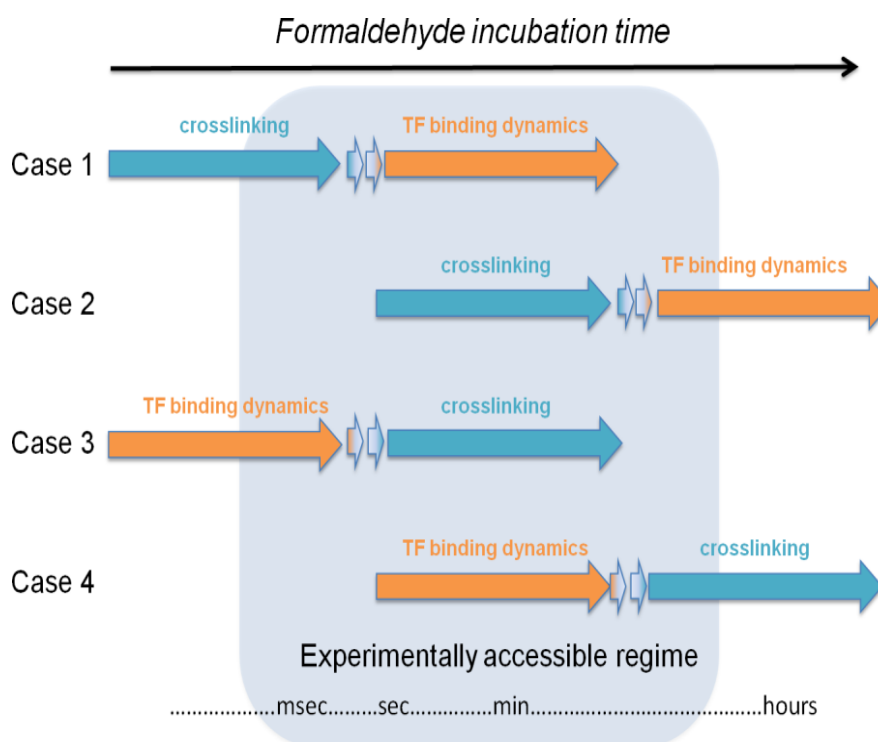 Formaldehyde incubation time
crosslinking TF binding dynamics
Case 1
crosslinking TF binding dynamics
Case 2
TF binding dynamics crosslinking
Case 3
TF binding dynamics crosslinking
Case 4
Experimentally accessible regime
..................msec........sec..............min......................................hours